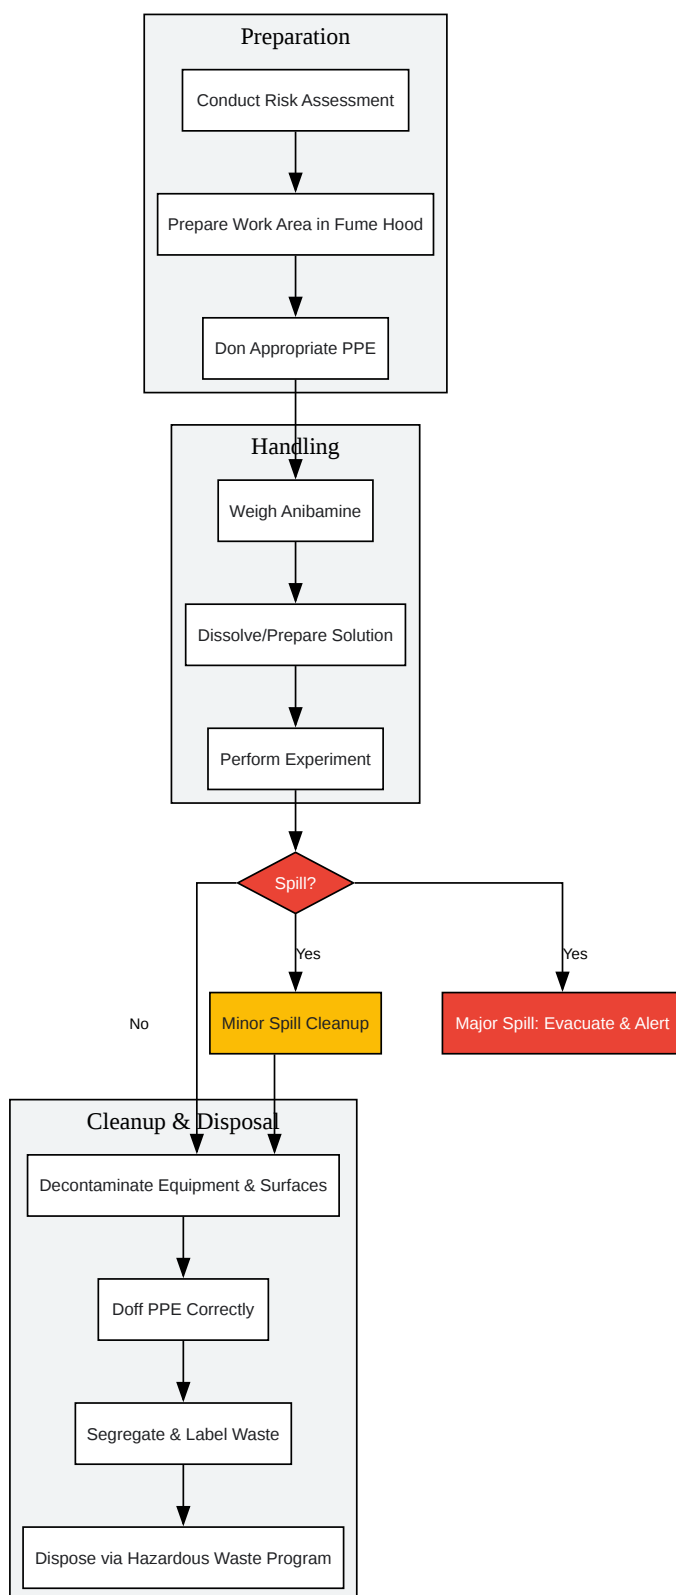 Preparation
Conduct Risk Assessment
Prepare Work Area in Fume Hood
Don Appropriate PPE
Handling
Weigh Anibamine
Dissolve/Prepare Solution
Perform Experiment
Spill?
Yes
Yes
No
Minor Spill Cleanup
Major Spill: Evacuate & Alert
Cleanup & Disposal
Decontaminate Equipment & Surfaces
Doff PPE Correctly
Segregate & Label Waste
Dispose via Hazardous Waste Program